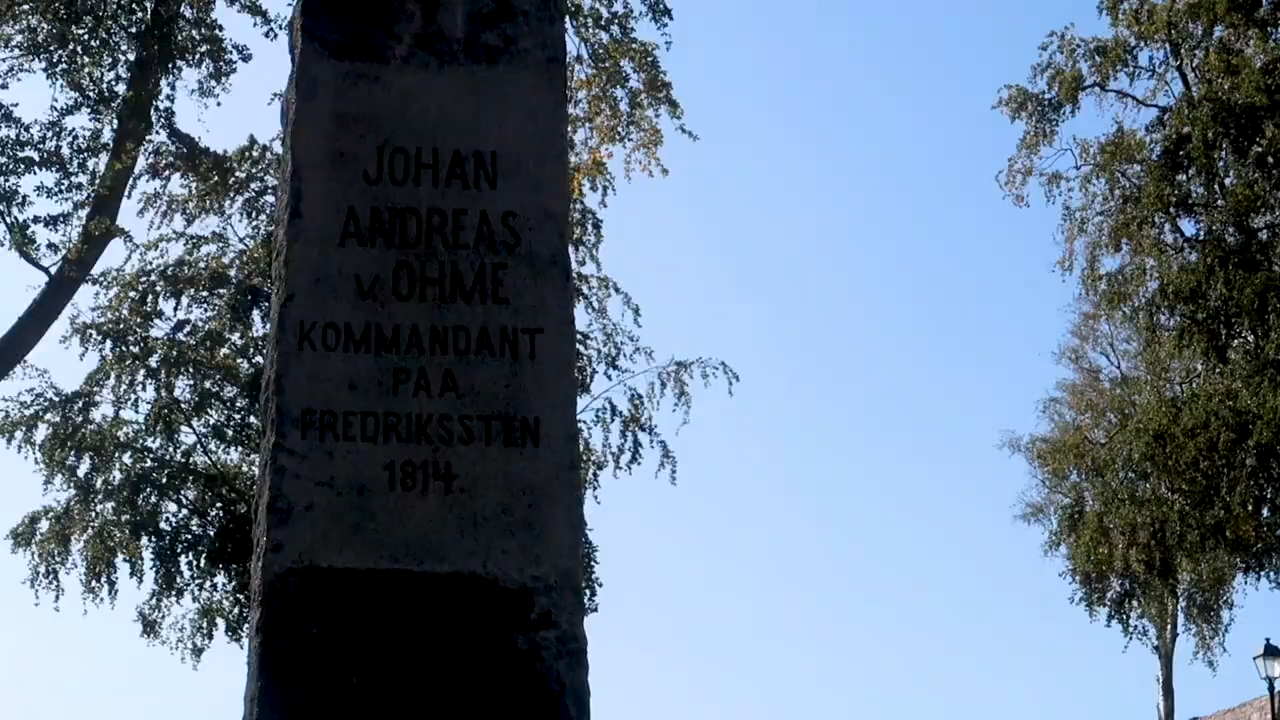 JOHAN
ANDREAS
v. OHME
KOMMANDANT
PAA
FREDRIKSSTEN
1814.